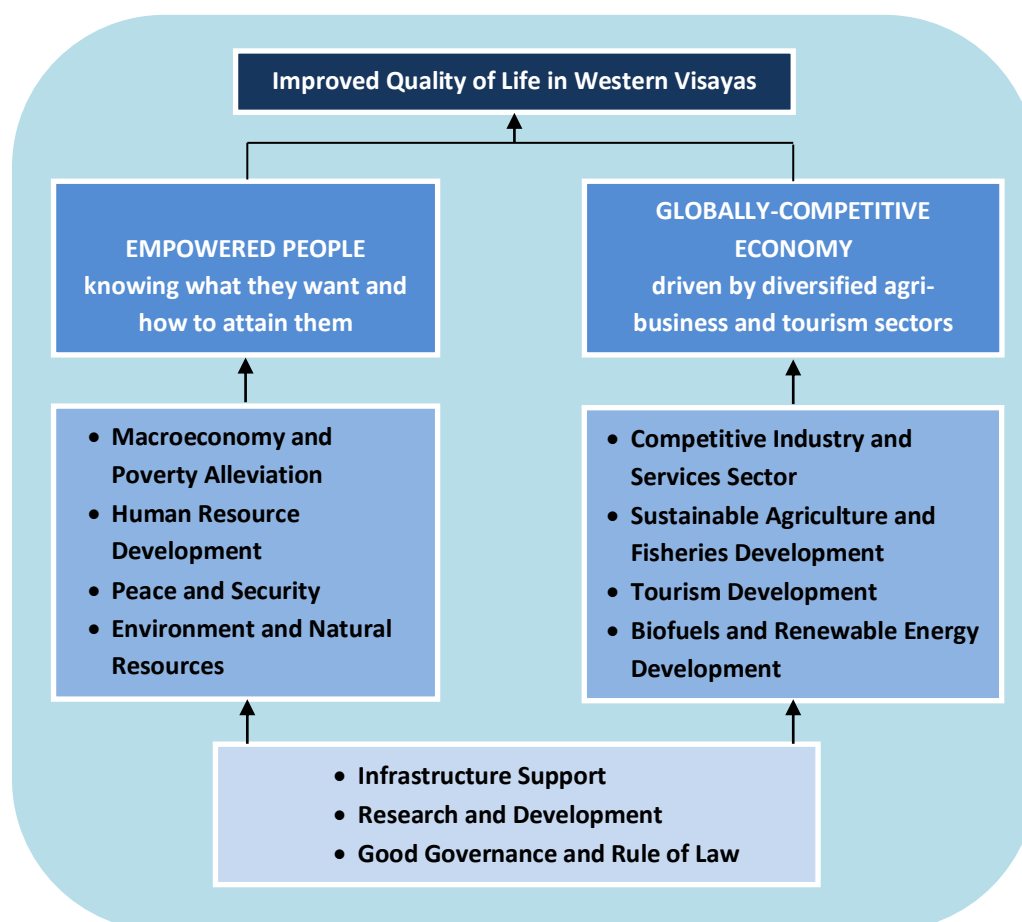 Improved Quality of Life in Western Visayas
EMPOWERED PEOPLE
knowing what they want and
how to attain them
GLOBALLY-COMPETITIVE
ECONOMY
driven by diversified agri-
business and tourism sectors
• Macroeconomy and
Poverty Alleviation
• Human Resource
Development
• Peace and Security
• Environment and Natural
Resources
• Competitive Industry and
Services Sector
• Sustainable Agriculture and
Fisheries Development
• Tourism Development
• Biofuels and Renewable Energy
Development
• Infrastructure Support
• Research and Development
• Good Governance and Rule of Law